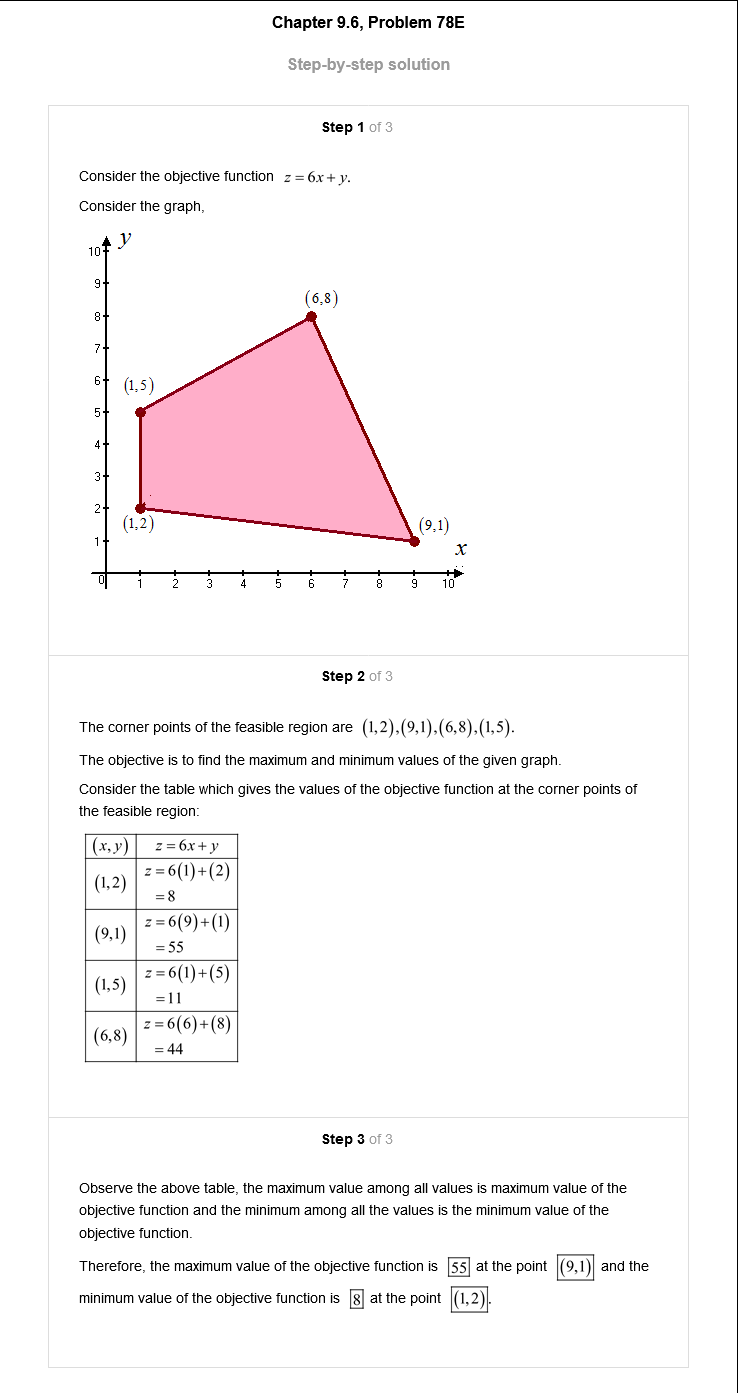 Chapter 9.6, Problem 78E
Step-by-step solution
Step 1 of 3
Consider the objective function z = 6x + y.
Consider the graph,
y
10
9
8
7
6
5
4
3
2
1
(6,8)
(1,5)
(1,2)
(9,1)
x
0 1 2 3 4 5 6 7 8 9 10
Step 2 of 3
The corner points of the feasible region are (1,2),(9,1),(6,8),(1,5).
The objective is to find the maximum and minimum values of the given graph.
Consider the table which gives the values of the objective function at the corner points of
the feasible region:
(x, y) z = 6x + y
(1,2) z = 6(1)+(2)
= 8
(9,1) z = 6(9)+(1)
= 55
(1,5) z = 6(1)+(5)
= 11
(6,8) z = 6(6)+(8)
= 44
Step 3 of 3
Observe the above table, the maximum value among all values is maximum value of the
objective function and the minimum among all the values is the minimum value of the
objective function.
Therefore, the maximum value of the objective function is 55 at the point (9,1) and the
minimum value of the objective function is 8 at the point (1,2).